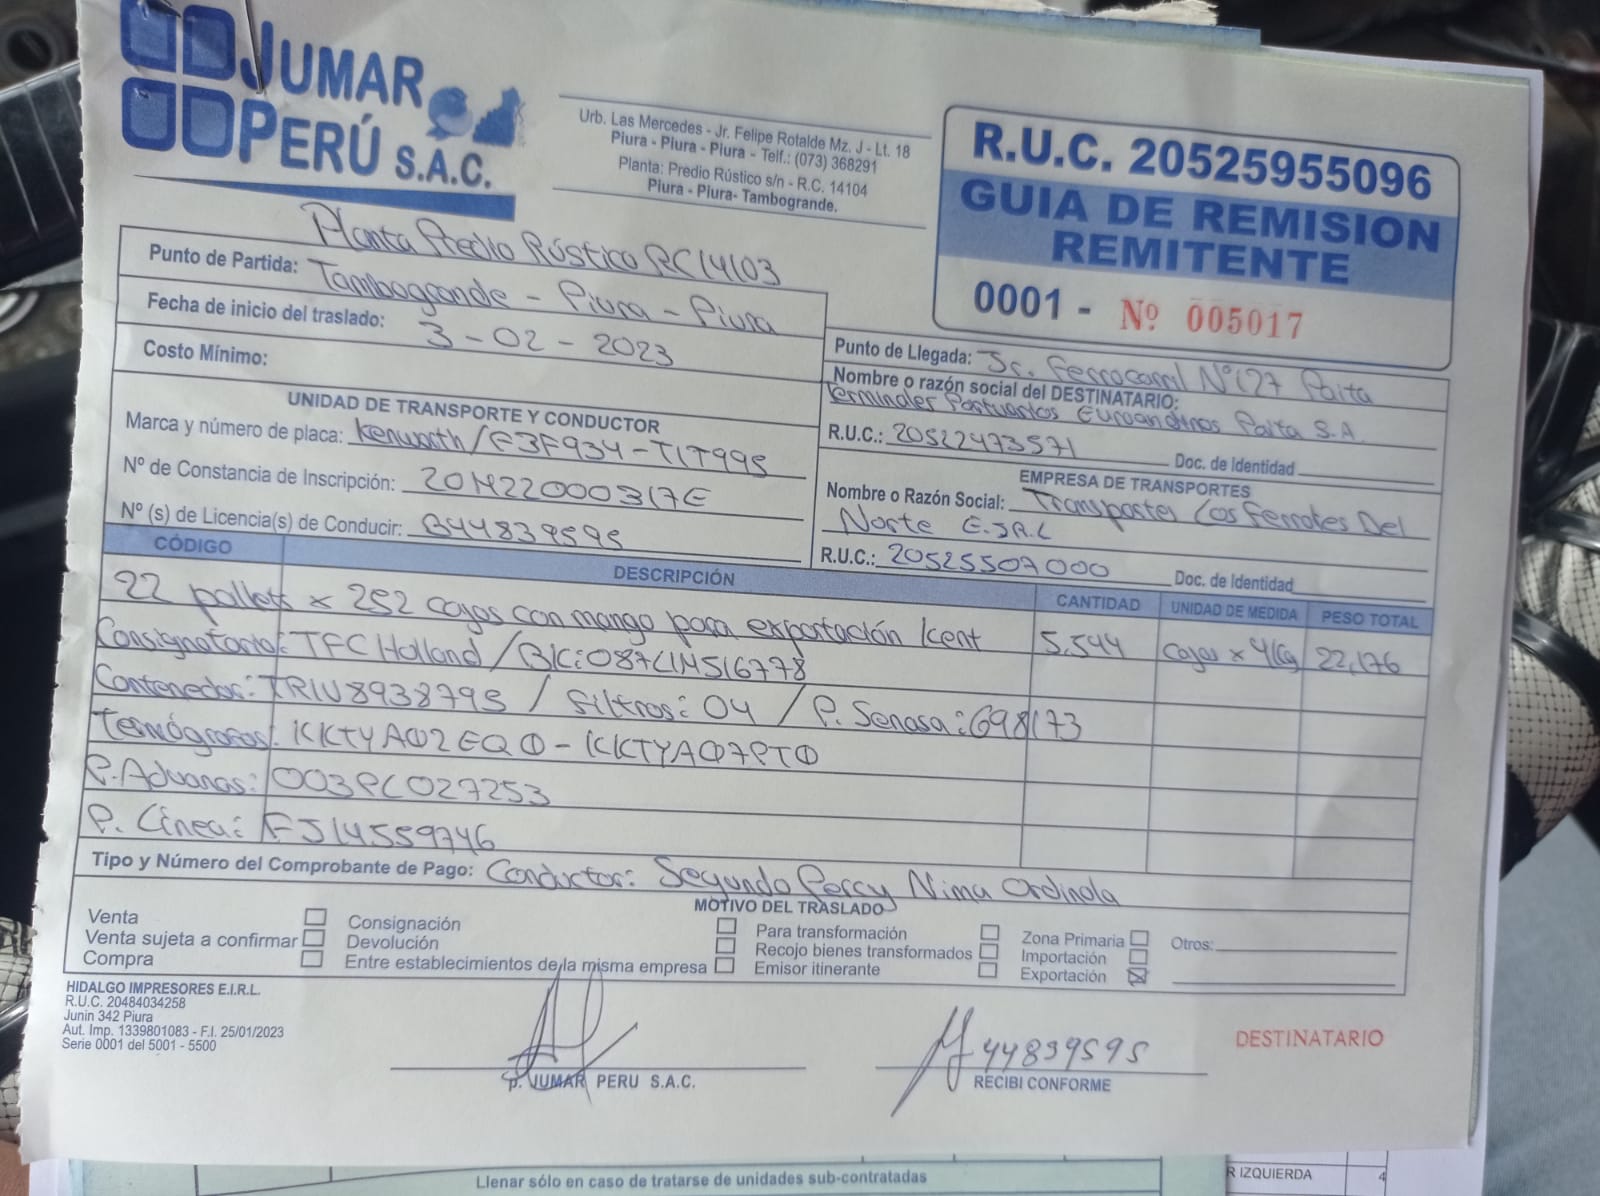 JUMAR
PERÚ S.A.C.
Urb. Las Mercedes - Jr. Felipe Rotalde Mz. J - Lt. 18
Piura - Piura - Piura - Telf.: (073) 368291
Planta: Predio Rústico s/n - R.C. 14104
Piura - Piura- Tambogrande.
R.U.C. 20525955096
GUIA DE REMISION
REMITENTE
0001 - Nº 005017
Planta Predio Rústico RC14103
Punto de Partida: Tambogrande - Piura - Piura
Fecha de inicio del traslado: 3-02-2023
Costo Mínimo:
Punto de Llegada: Jr. Ferrocarril Nº127 Paita
Nombre o razón social del DESTINATARIO:
Terminales Portuarios Euroandinos Paita S.A.
R.U.C.: 20522473571 Doc. de Identidad
UNIDAD DE TRANSPORTE Y CONDUCTOR
Marca y número de placa: Kenworth/E3F934-T1T995
Nº de Constancia de Inscripción: 20M22000317E
Nº (s) de Licencia(s) de Conducir: B44839595
EMPRESA DE TRANSPORTES
Nombre o Razón Social: Transportes Los Ferrotes Del
Norte E.I.R.L
R.U.C.: 20525507000 Doc. de Identidad
CÓDIGO DESCRIPCIÓN CANTIDAD UNIDAD DE MEDIDA PESO TOTAL
22 pallets x 252 cajas con mango para exportación Kent 5,544 cajas x 4Kg 22,176
Consignatario: TFC Holland / BK: 087LIM516778
Contenedor: TRIU8938795 / Filtros: 04 / P. Senasa: 698173
Termógrafos: KKTYA02EQ0 - KKTYA07PT0
P. Aduanas: 003PC027253
P. Línea: FJ14559746
Tipo y Número del Comprobante de Pago: Conductor: Segundo Percy Nima Ordinola
MOTIVO DEL TRASLADO
Venta
Venta sujeta a confirmar
Compra
Consignación
Devolución
Entre establecimientos de la misma empresa
Para transformación
Recojo bienes transformados
Emisor itinerante
Zona Primaria
Importación
Exportación
Otros:
HIDALGO IMPRESORES E.I.R.L.
R.U.C. 20484034258
Junin 342 Piura
Aut. Imp. 1339801083 - F.I. 25/01/2023
Serie 0001 del 5001 - 5500
p. JUMAR PERU S.A.C.
44839595
RECIBI CONFORME
DESTINATARIO
Llenar sólo en caso de tratarse de unidades sub-contratadas
R IZQUIERDA 4